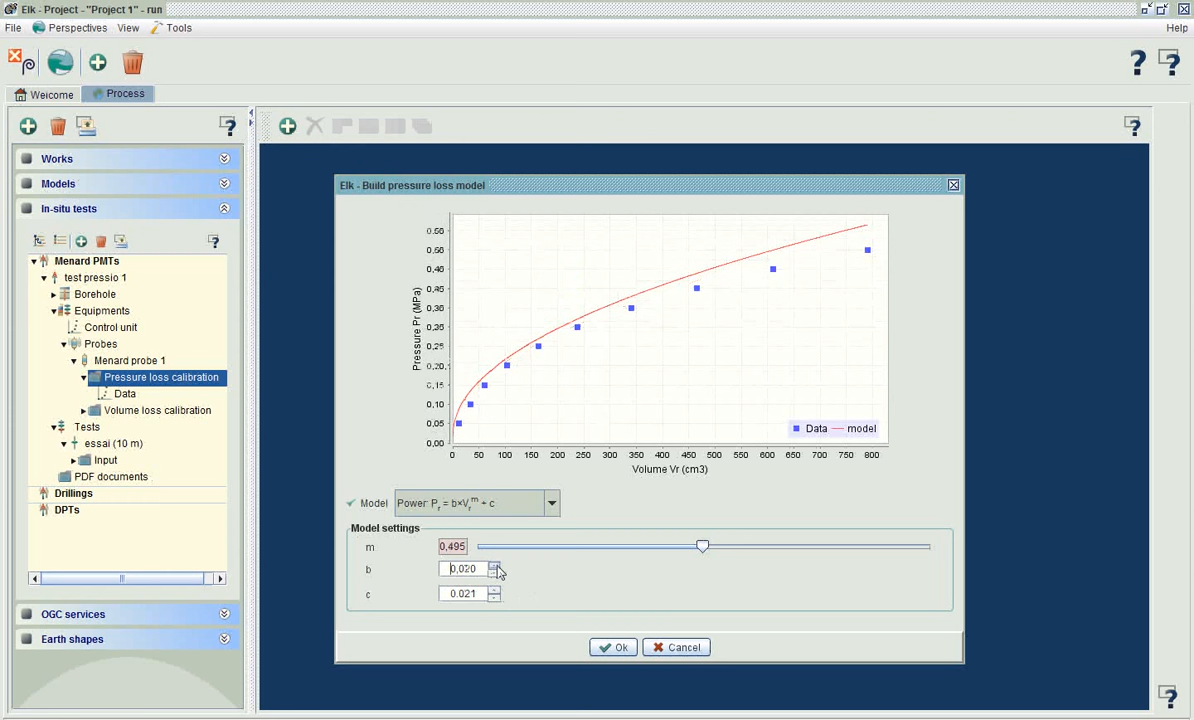 Elk - Project - "Project 1" - run
File Perspectives View Tools Help
Welcome Process
Works
Models
In-situ tests
Menard PMTs
test pressio 1
Borehole
Equipments
Control unit
Probes
Menard probe 1
Pressure loss calibration
Data
Volume loss calibration
Tests
essai (10 m)
Input
PDF documents
Drillings
DPTs
OGC services
Earth shapes
Elk - Build pressure loss model
Pressure Pr (MPa)
0,50
0,45
0,40
0,35
0,30
0,25
0,20
0,15
0,10
0,05
0,00
0 50 100 150 200 250 300 350 400 450 500 550 600 650 700 750 800
Volume Vr (cm3)
Data model
Model Power: Pr = b×Vr^m + c
Model settings
m 0,495
b 0,020
c 0.021
Ok Cancel